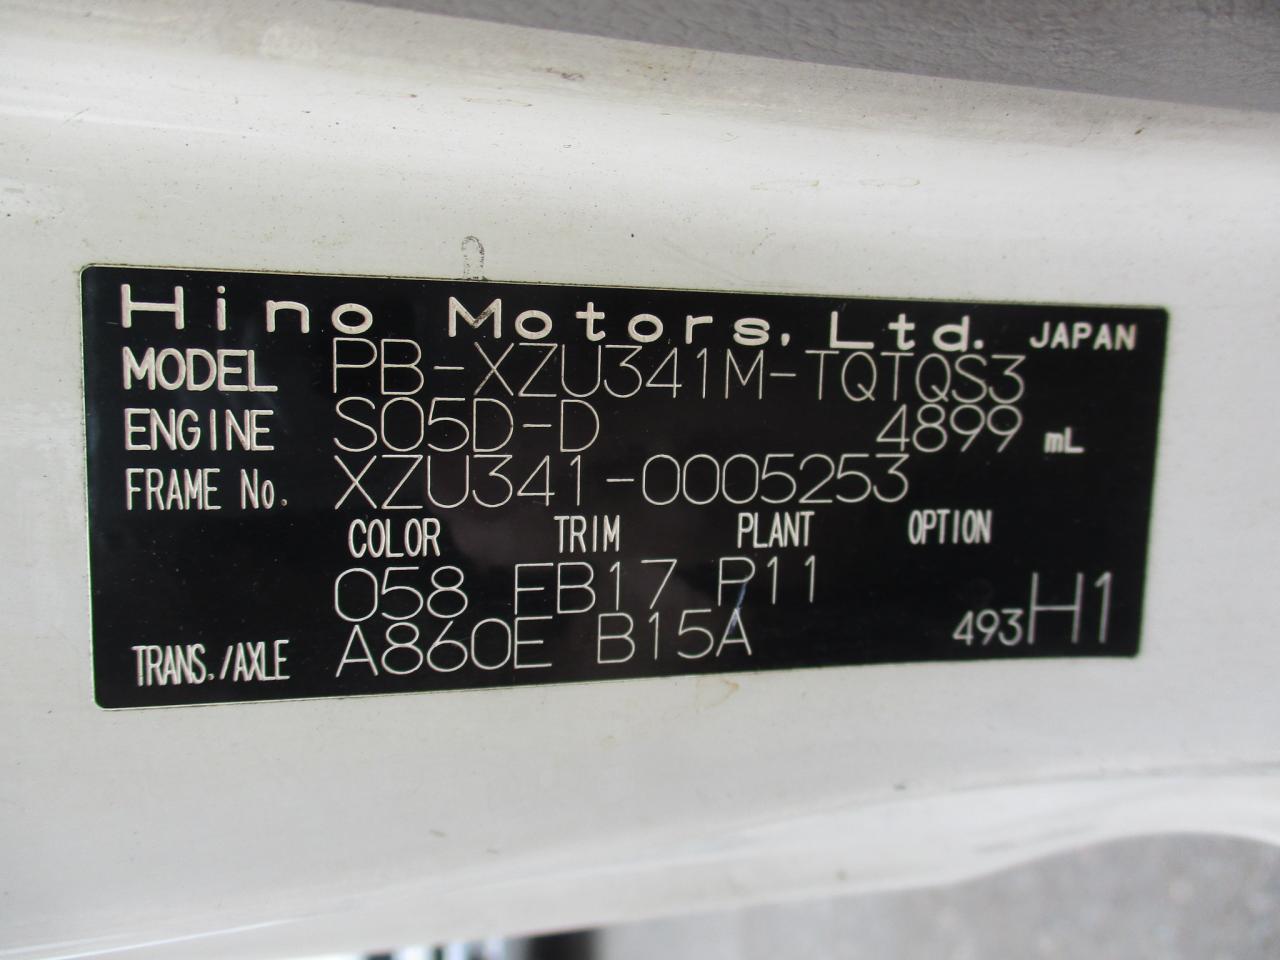 Hino Motors, Ltd. JAPAN
MODEL PB-XZU341M-TQTQS3
ENGINE S05D-D 4899 mL
FRAME No. XZU341-0005253
COLOR TRIM PLANT OPTION
058 FB17 P11
TRANS./AXLE A860E B15A 493H1